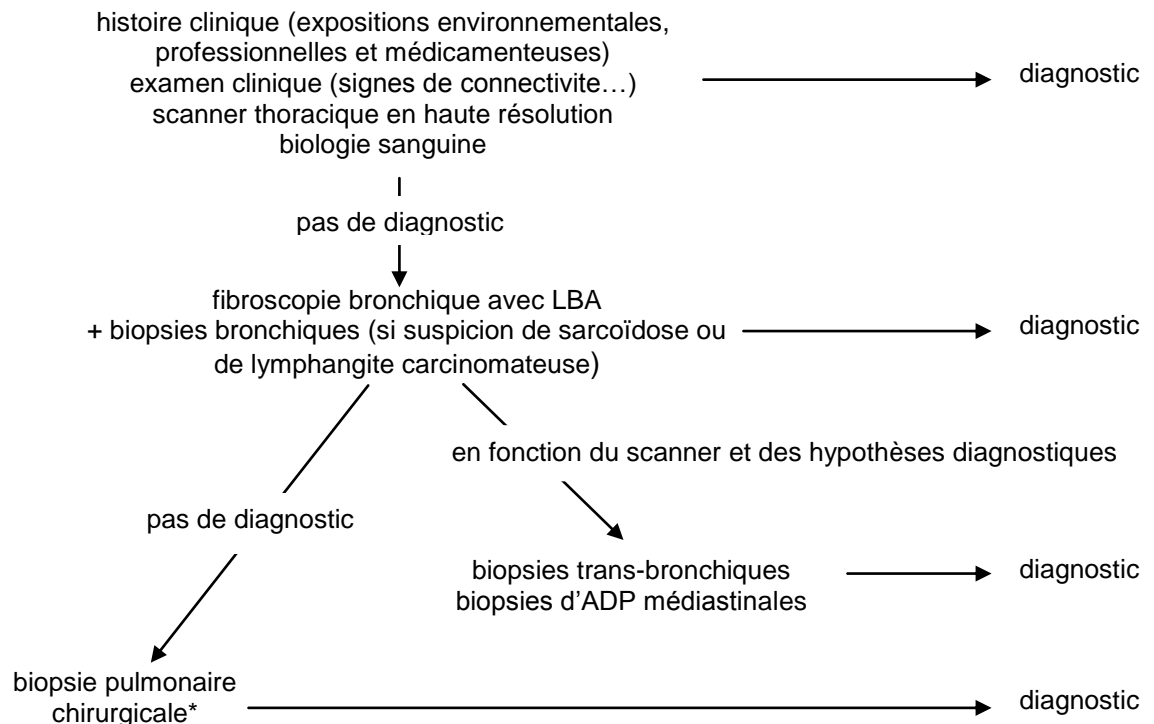 histoire clinique (expositions environnementales,
professionnelles et médicamenteuses)
examen clinique (signes de connectivite…)
scanner thoracique en haute résolution
biologie sanguine
diagnostic
pas de diagnostic
fibroscopie bronchique avec LBA
+ biopsies bronchiques (si suspicion de sarcoïdose ou
de lymphangite carcinomateuse)
diagnostic
en fonction du scanner et des hypothèses diagnostiques
pas de diagnostic
biopsies trans-bronchiques
biopsies d’ADP médiastinales
diagnostic
biopsie pulmonaire
chirurgicale*
diagnostic